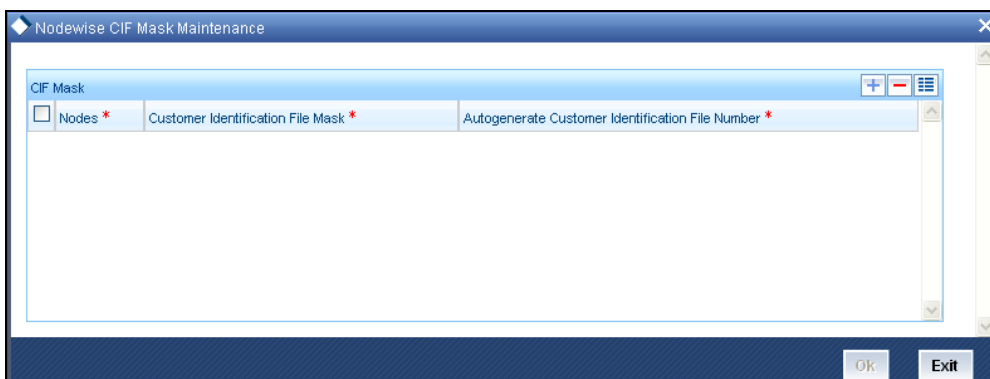 Nodewise CIF Mask Maintenance
CIF Mask
Nodes * Customer Identification File Mask * Autogenerate Customer Identification File Number *
Ok Exit